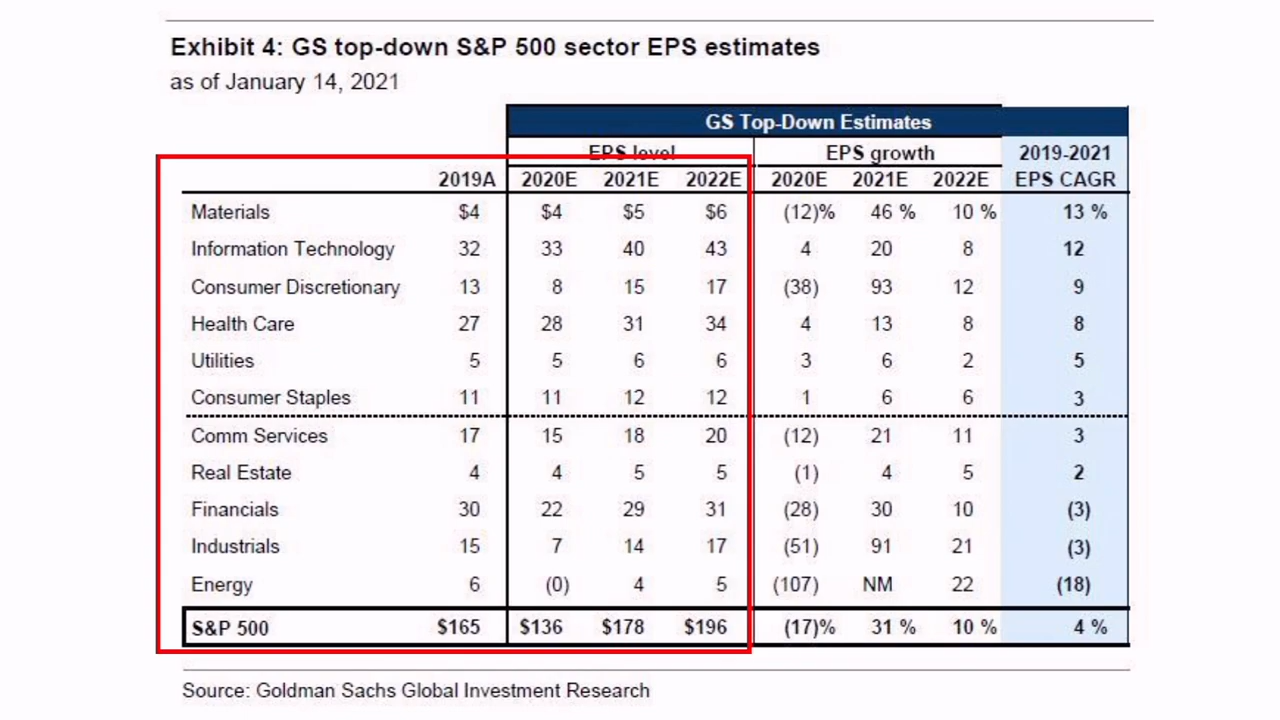 Exhibit 4: GS top-down S&P 500 sector EPS estimates
as of January 14, 2021
GS Top-Down Estimates
EPS level EPS growth 2019-2021
2019A 2020E 2021E 2022E 2020E 2021E 2022E EPS CAGR
Materials $4 $4 $5 $6 (12)% 46 % 10 % 13 %
Information Technology 32 33 40 43 4 20 8 12
Consumer Discretionary 13 8 15 17 (38) 93 12 9
Health Care 27 28 31 34 4 13 8 8
Utilities 5 5 6 6 3 6 2 5
Consumer Staples 11 11 12 12 1 6 6 3
Comm Services 17 15 18 20 (12) 21 11 3
Real Estate 4 4 5 5 (1) 4 5 2
Financials 30 22 29 31 (28) 30 10 (3)
Industrials 15 7 14 17 (51) 91 21 (3)
Energy 6 (0) 4 5 (107) NM 22 (18)
S&P 500 $165 $136 $178 $196 (17)% 31 % 10 % 4 %
Source: Goldman Sachs Global Investment Research